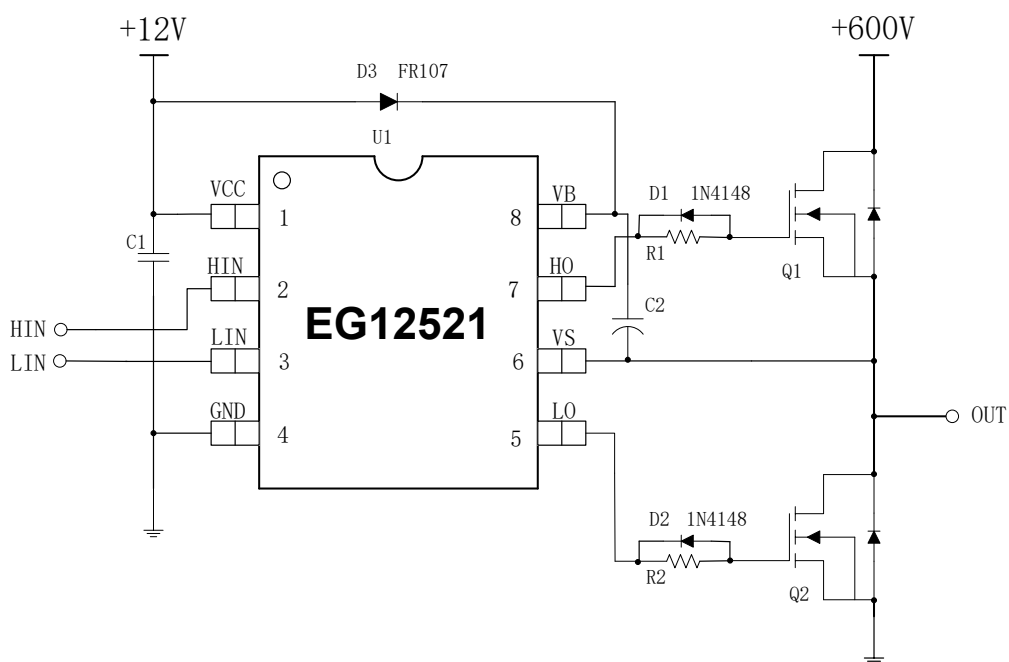 +12V
+600V
D3 FR107
U1
VCC
1
VB
8
D1 1N4148
C1
R1
HIN
2
HO
7
Q1
EG12521
C2
HIN
LIN
3
VS
6
LIN
GND
4
LO
5
OUT
D2 1N4148
R2
Q2